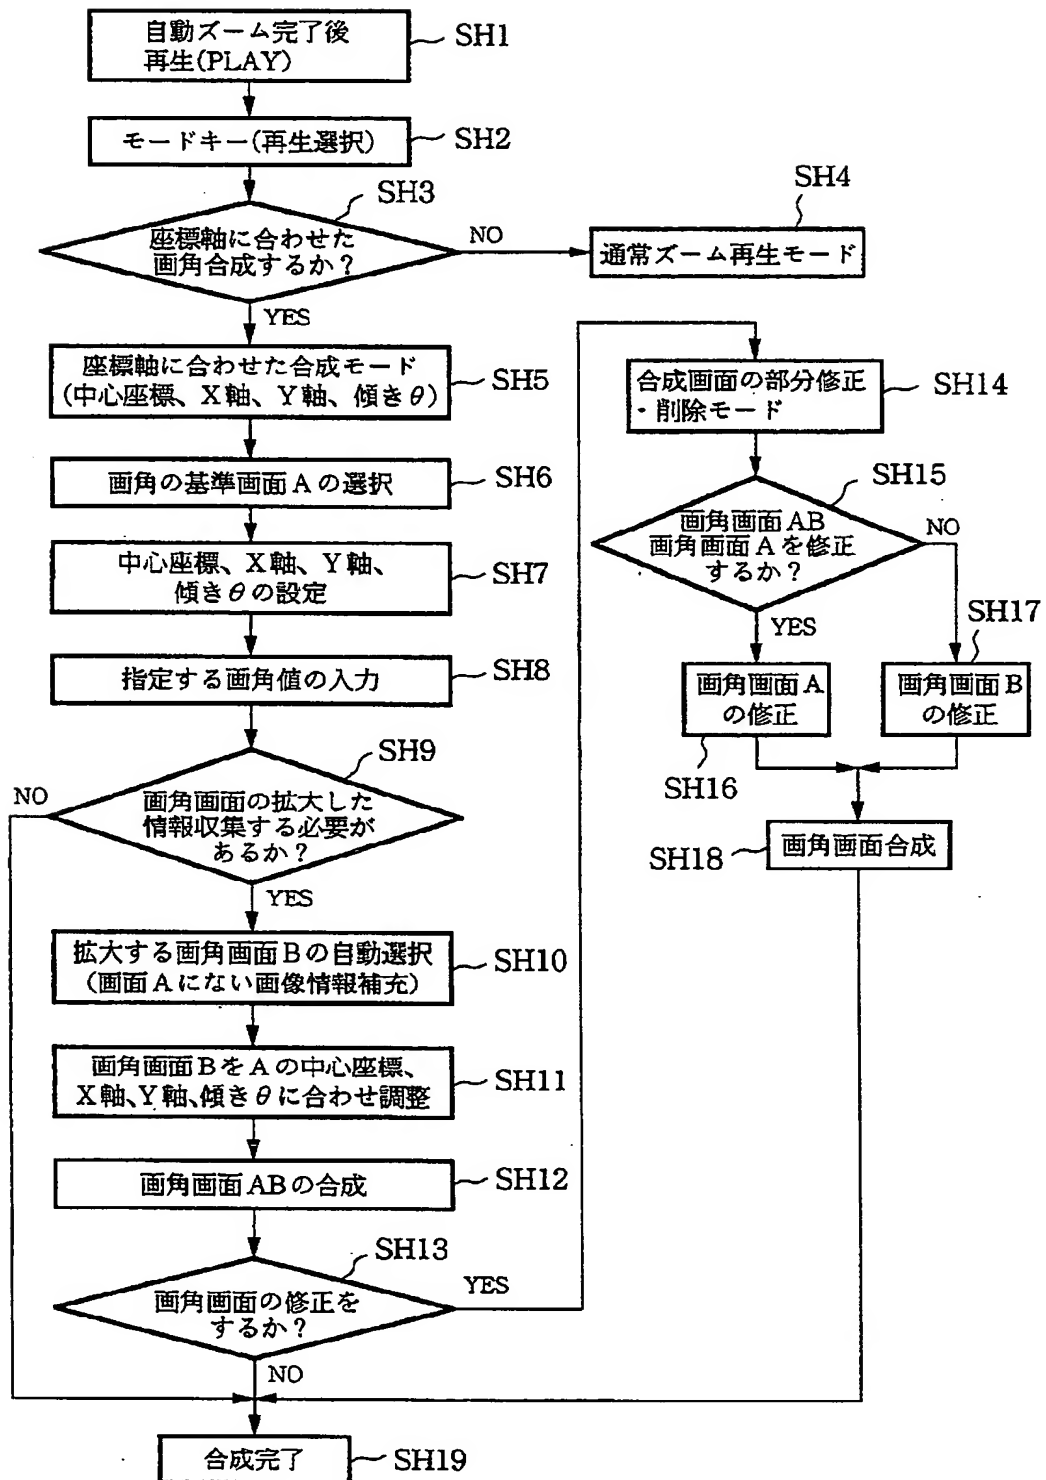 自動ズーム完了後
再生(PLAY)
SH1
モードキー(再生選択)
SH2
SH3
座標軸に合わせた
画角合成するか？
NO
SH4
通常ズーム再生モード
YES
座標軸に合わせた合成モード
(中心座標、X軸、Y軸、傾きθ)
SH5
画角の基準画面Aの選択
SH6
中心座標、X軸、Y軸、
傾きθの設定
SH7
指定する画角値の入力
SH8
SH9
NO
画角画面の拡大した
情報収集する必要が
あるか？
YES
拡大する画角画面Bの自動選択
(画面Aにない画像情報補充)
SH10
画角画面BをAの中心座標、
X軸、Y軸、傾きθに合わせ調整
SH11
画角画面ABの合成
SH12
SH13
画角画面の修正を
するか？
YES
NO
合成画面の部分修正
・削除モード
SH14
SH15
画角画面AB
画角画面Aを修正
するか？
NO
YES
SH17
画角画面A
の修正
画角画面B
の修正
SH16
SH18
画角画面合成
合成完了
SH19